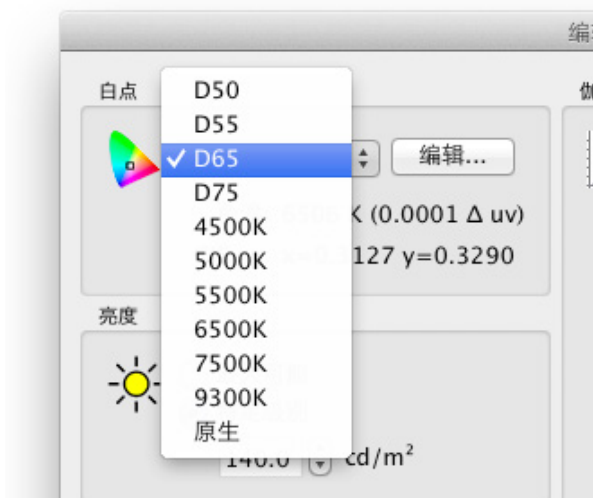 编
白点
D50
D55
D65
编辑...
D75
K (0.0001 Δ uv)
4500K
5000K
127 y=0.3290
5500K
亮度
6500K
7500K
9300K
原生
140.0 cd/m²